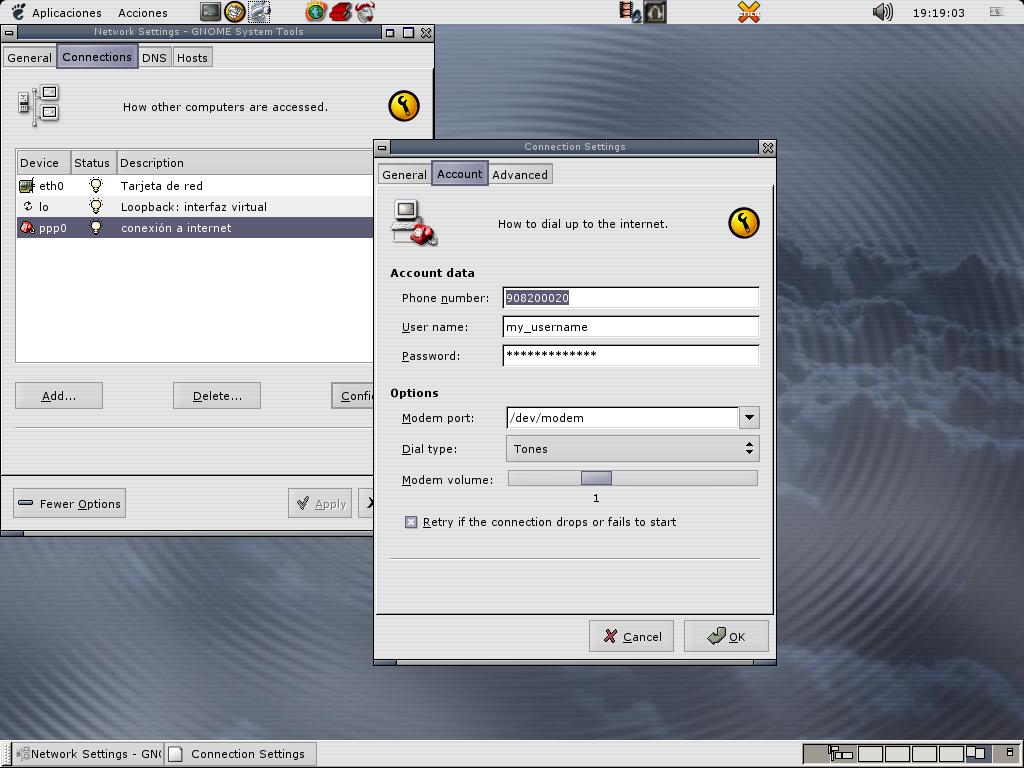 Aplicaciones Acciones 19:19:03
Network Settings - GNOME System Tools
General Connections DNS Hosts
How other computers are accessed.
Device Status Description
eth0 Tarjeta de red
lo Loopback: interfaz virtual
ppp0 conexión a internet
Add... Delete... Confi
Fewer Options Apply
Connection Settings
General Account Advanced
How to dial up to the internet.
Account data
Phone number: 908200020
User name: my_username
Password: *************
Options
Modem port: /dev/modem
Dial type: Tones
Modem volume:
1
Retry if the connection drops or fails to start
Cancel OK
Network Settings - GN Connection Settings